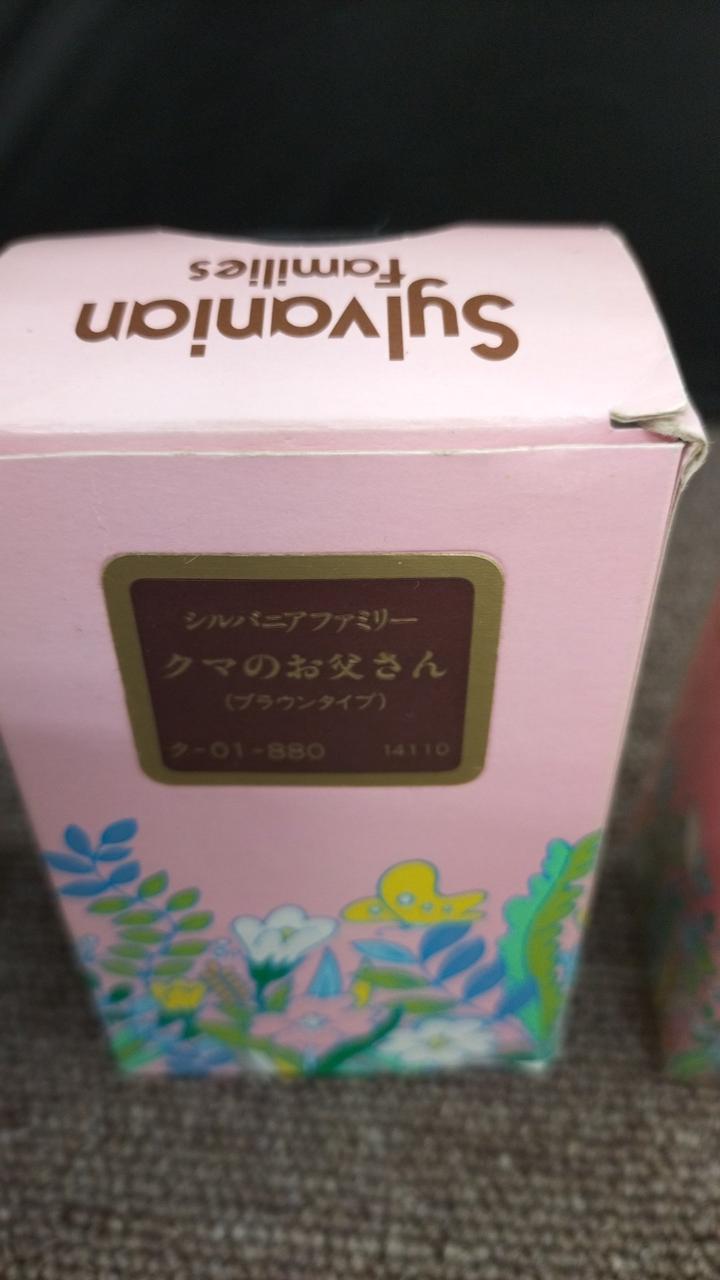 Sylvanian
families
シルバニアファミリー
クマのお父さん
(ブラウンタイプ)
ク-01-880 14110